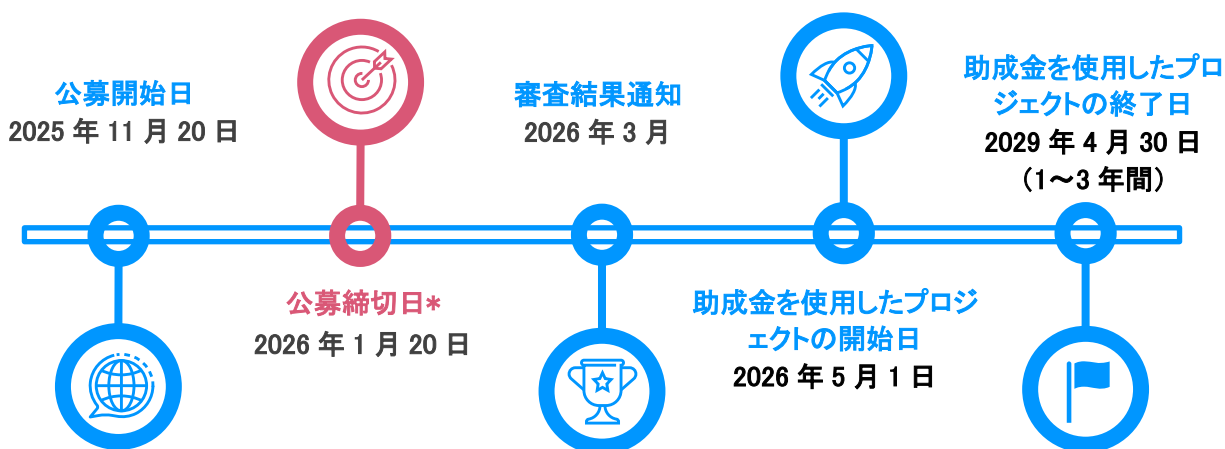 公募開始日
2025 年 11 月 20 日
公募締切日*
2026 年 1 月 20 日
審査結果通知
2026 年 3 月
助成金を使用したプロジ
ェクトの開始日
2026 年 5 月 1 日
助成金を使用したプロ
ジェクトの終了日
2029 年 4 月 30 日
（1～3 年間）